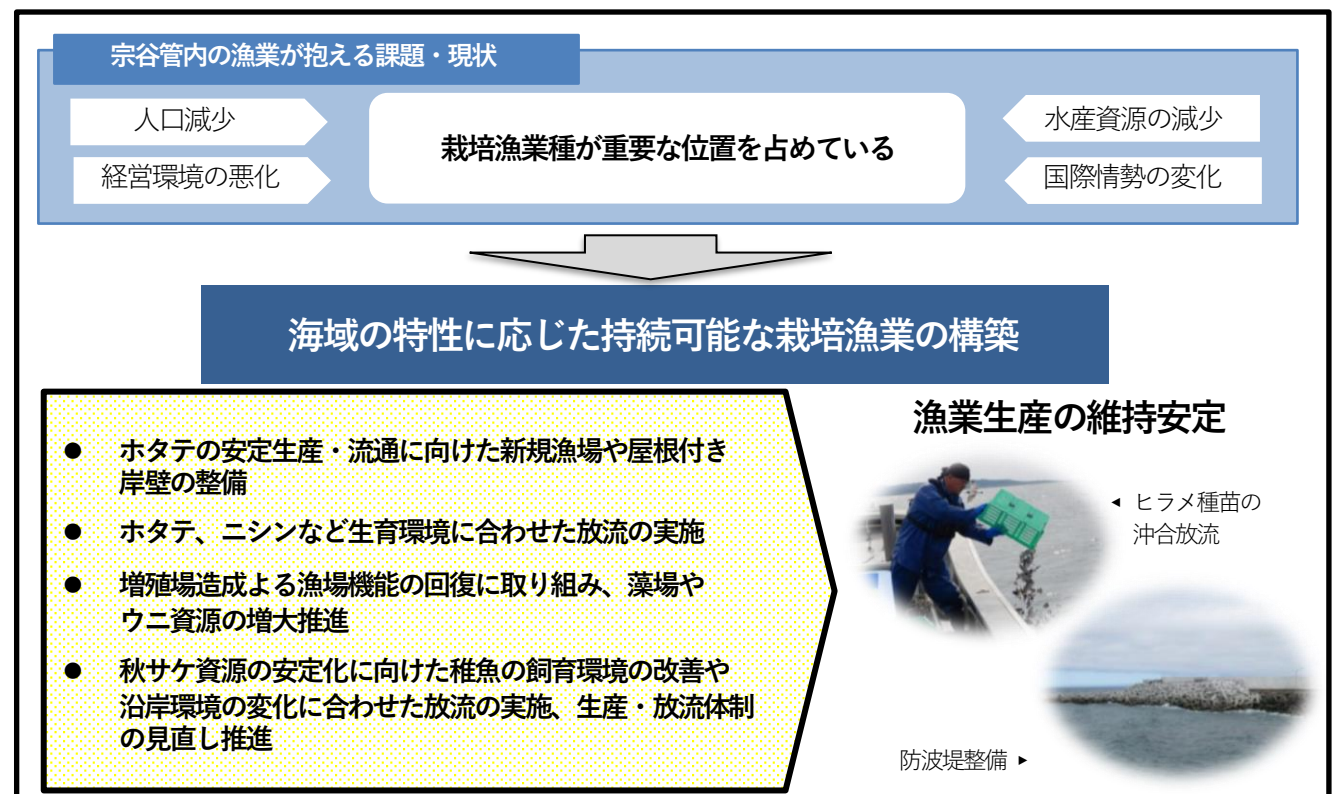 宗谷管内の漁業が抱える課題・現状
人口減少
経営環境の悪化
栽培漁業種が重要な位置を占めている
水産資源の減少
国際情勢の変化
海域の特性に応じた持続可能な栽培漁業の構築
● ホタテの安定生産・流通に向けた新規漁場や屋根付き
岸壁の整備
● ホタテ、ニシンなど生育環境に合わせた放流の実施
● 増殖場造成よる漁場機能の回復に取り組み、藻場や
ウニ資源の増大推進
● 秋サケ資源の安定化に向けた稚魚の飼育環境の改善や
沿岸環境の変化に合わせた放流の実施、生産・放流体制
の見直し推進
漁業生産の維持安定
◂ ヒラメ種苗の
沖合放流
防波堤整備 ▸